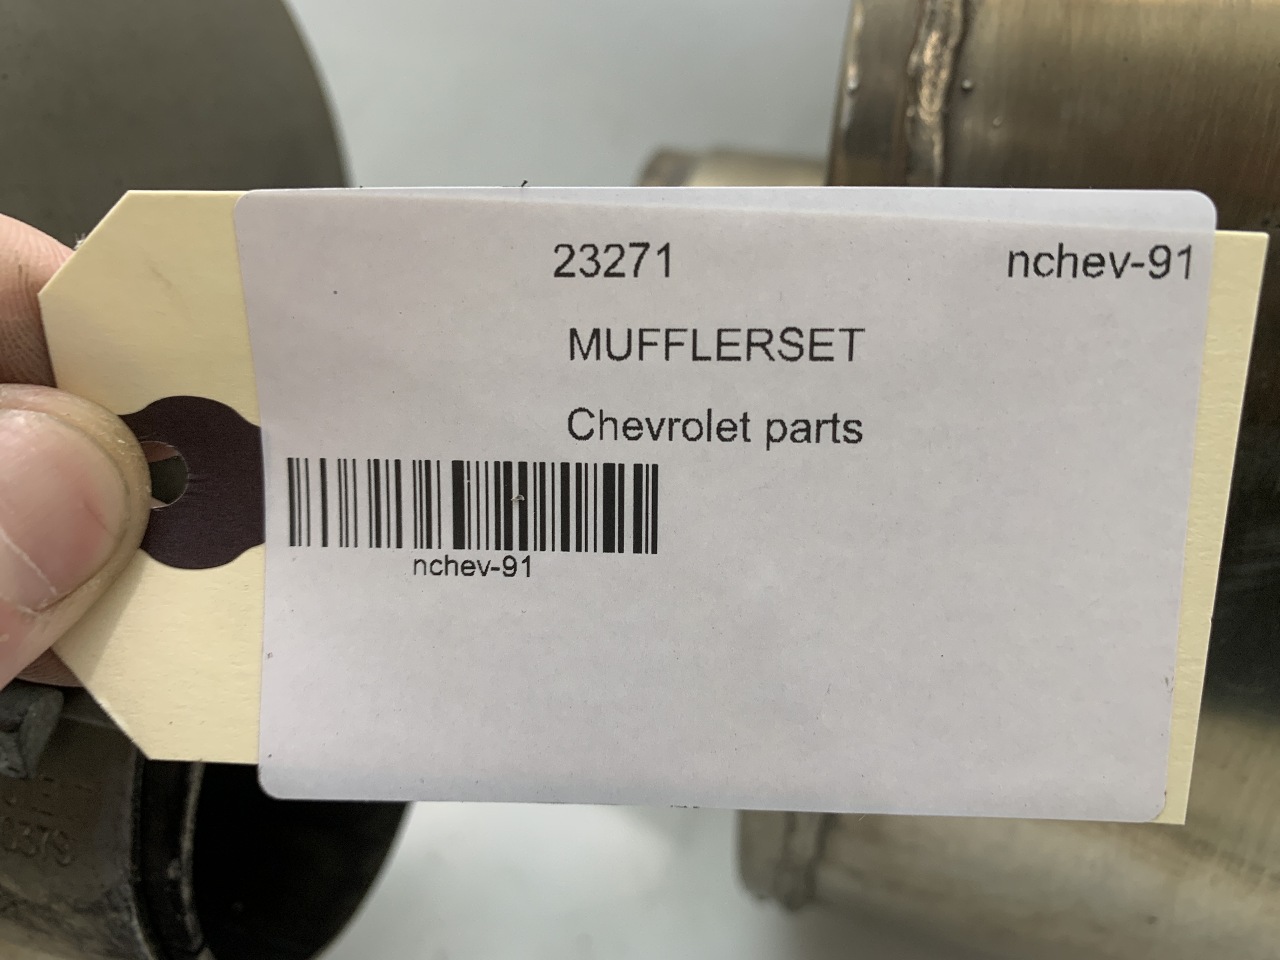 23271 nchev-91
MUFFLERSET
Chevrolet parts
nchev-91